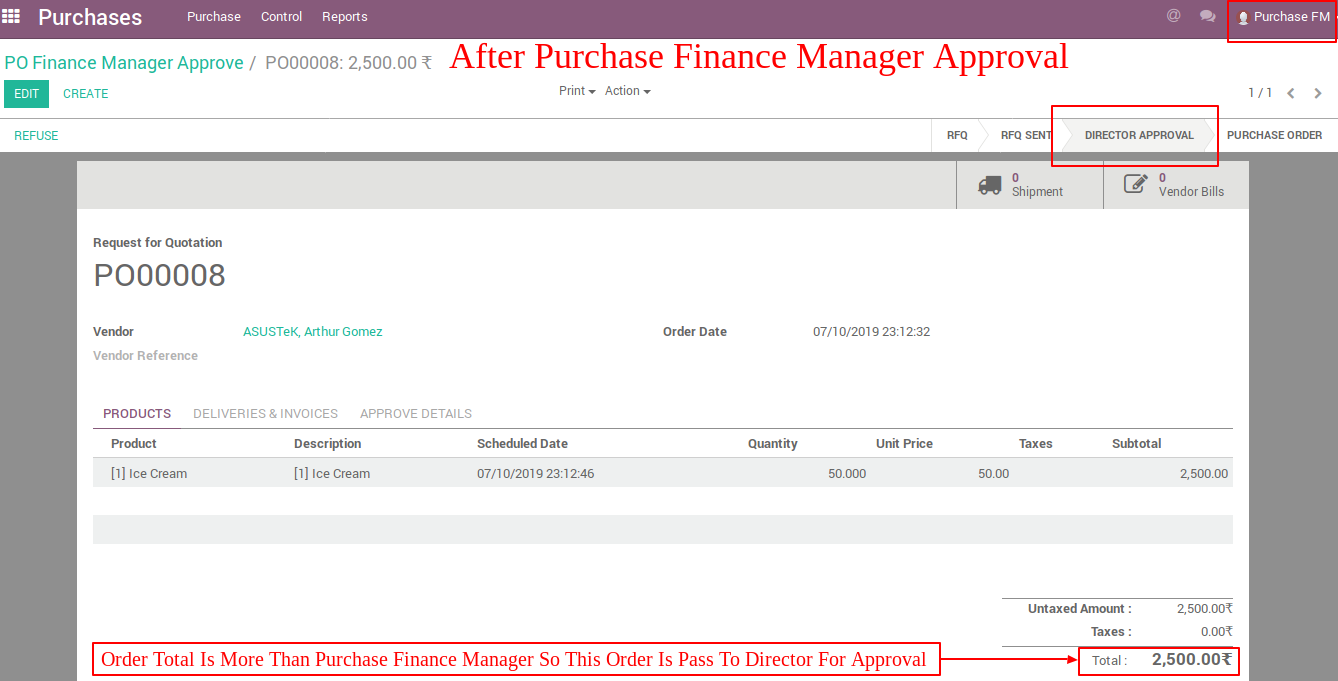 Purchases Purchase Control Reports @ Purchase FM
PO Finance Manager Approve / PO00008: 2,500.00 ₹ After Purchase Finance Manager Approval
EDIT CREATE Print Action 1 / 1
REFUSE RFQ RFQ SENT DIRECTOR APPROVAL PURCHASE ORDER
0 Shipment
0 Vendor Bills
Request for Quotation
PO00008
Vendor ASUSTeK, Arthur Gomez Order Date 07/10/2019 23:12:32
Vendor Reference
PRODUCTS DELIVERIES & INVOICES APPROVE DETAILS
Product Description Scheduled Date Quantity Unit Price Taxes Subtotal
[1] Ice Cream [1] Ice Cream 07/10/2019 23:12:46 50.000 50.00 2,500.00
Untaxed Amount : 2,500.00₹
Taxes : 0.00₹
Order Total Is More Than Purchase Finance Manager So This Order Is Pass To Director For Approval Total : 2,500.00₹